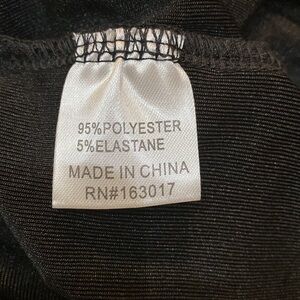 95%POLYESTER
5%ELASTANE
MADE IN CHINA
RN#163017